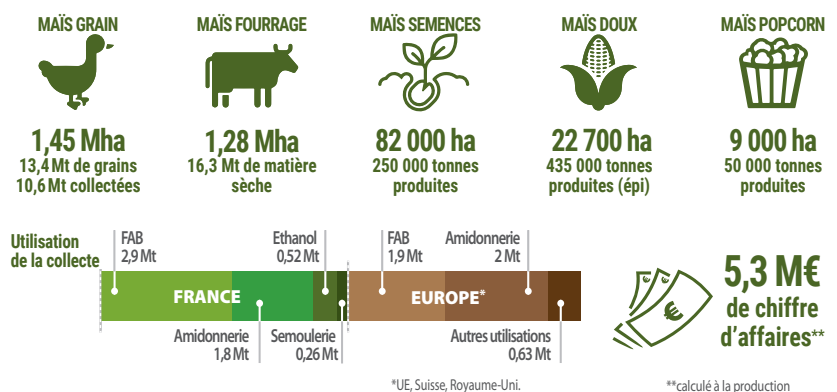 MAÏS GRAIN
1,45 Mha
13,4 Mt de grains
10,6 Mt collectées
MAÏS FOURRAGE
1,28 Mha
16,3 Mt de matière
sèche
MAÏS SEMENCES
82 000 ha
250 000 tonnes
produites
MAÏS DOUX
22 700 ha
435 000 tonnes
produites (épi)
MAÏS POPCORN
9 000 ha
50 000 tonnes
produites
Utilisation
de la collecte
FAB
2,9 Mt
Ethanol
0,52 Mt
FAB
1,9 Mt
Amidonnerie
2 Mt
FRANCE
EUROPE*
Amidonnerie
1,8 Mt
Semoulerie
0,26 Mt
Autres utilisations
0,63 Mt
€
€
€
5,3 M€
de chiffre
d'affaires**
*UE, Suisse, Royaume-Uni.
**calculé à la production